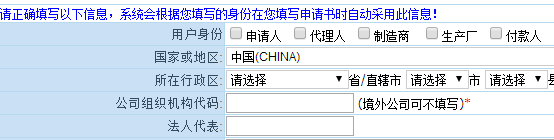 请正确填写以下信息，系统会根据您填写的身份在您填写申请书时自动采用此信息！
用户身份 申请人 代理人 制造商 生产厂 付款人
国家或地区: 中国(CHINA)
所在行政区: 请选择 省/直辖市 请选择 市 请选择 县
公司组织机构代码: (境外公司可不填写)*
法人代表: